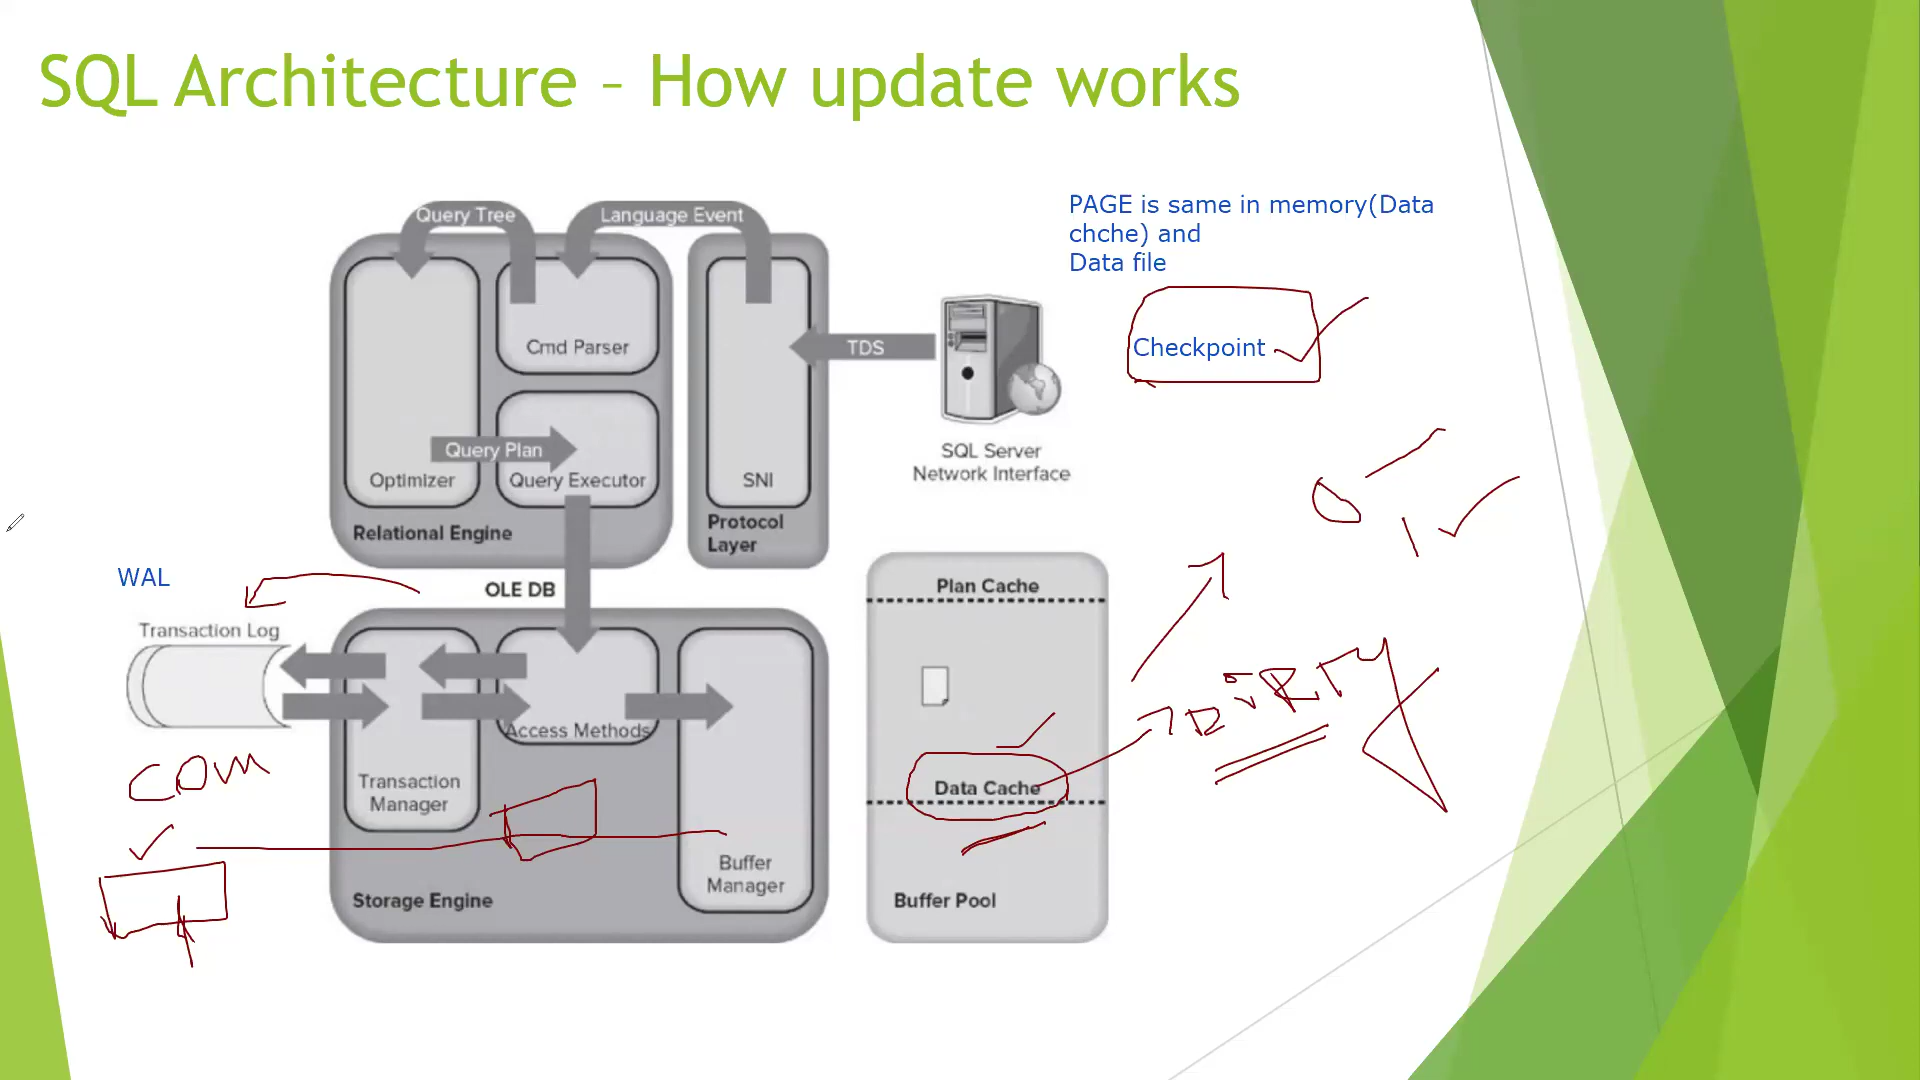 SQL Architecture – How update works
PAGE is same in memory(Data
chche) and
Data file
Checkpoint
Query Tree
Language Event
Cmd Parser
TDS
Query Plan
Optimizer
Query Executor
SNI
SQL Server
Network Interface
Relational Engine
Protocol
Layer
WAL
OLE DB
Plan Cache
Transaction Log
Access Methods
DiRTY
COM
Transaction
Manager
Data Cache
Buffer
Manager
Storage Engine
Buffer Pool
0
1